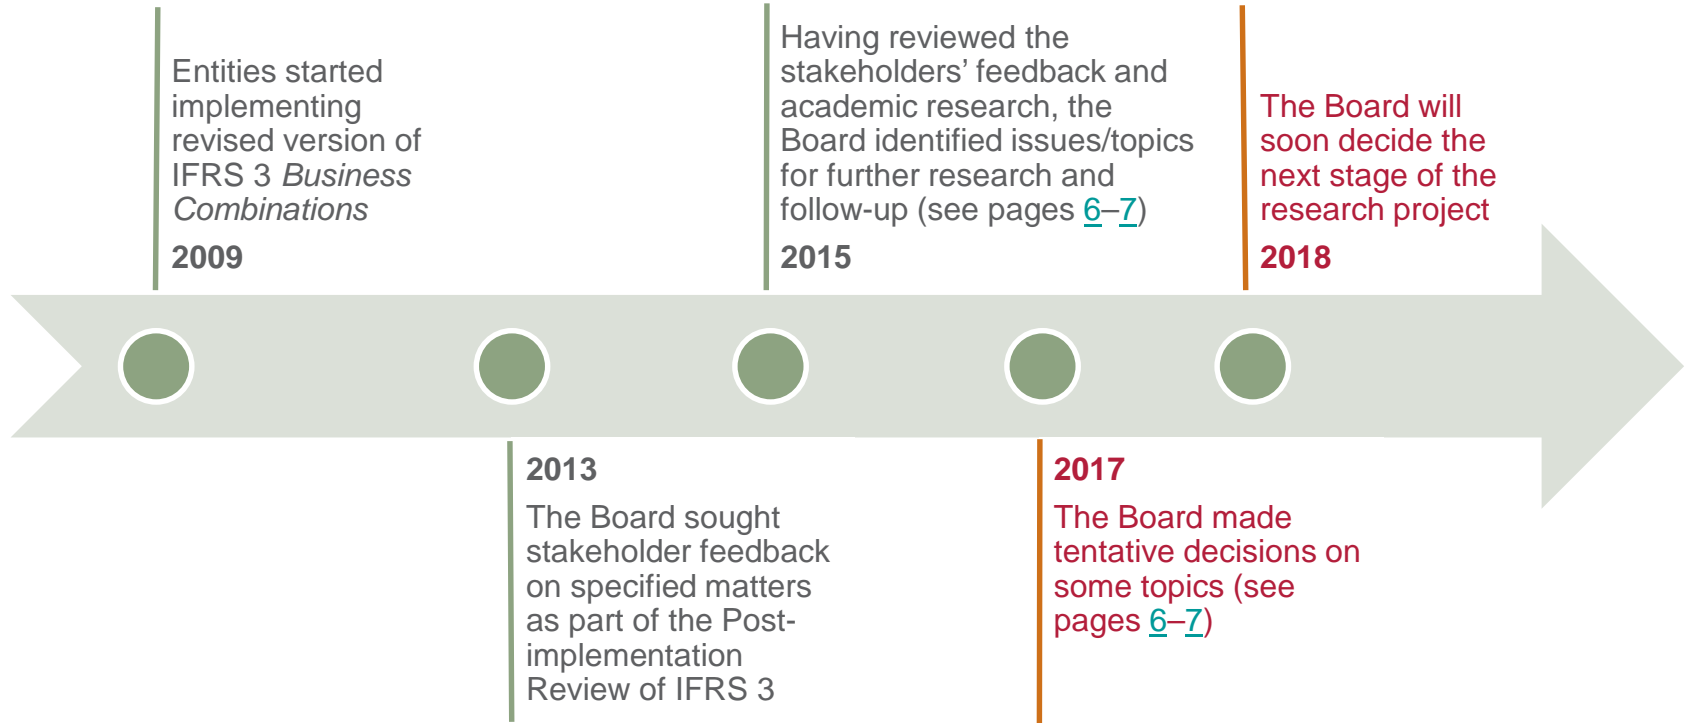 Entities started
implementing
revised version of
IFRS 3 Business
Combinations
2009
2013
The Board sought
stakeholder feedback
on specified matters
as part of the Post-
implementation
Review of IFRS 3
Having reviewed the
stakeholders’ feedback and
academic research, the
Board identified issues/topics
for further research and
follow-up (see pages 6–7)
2015
2017
The Board made
tentative decisions on
some topics (see
pages 6–7)
The Board will
soon decide the
next stage of the
research project
2018